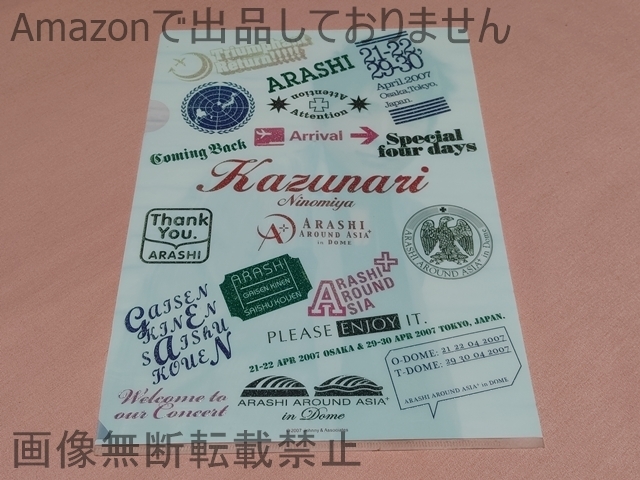 Amazonで出品しておりません
Triumphant
Return!!!!!
ARASHI
21-22,
29-30
April.2007
Osaka,Tokyo,
Japan.
Attention
Attention
Arrival
Coming Back
Special
four days
Kazunari
Ninomiya
Thank
You.
ARASHI
ARASHI
AROUND ASIA+
in DOME
ARASHI AROUND ASIA+ in Dome
ARASHI
GAISEN KINEN
SAISHU KOUEN
ARASHI+
AROUND
ASIA
GAISEN
KINEN
SAISHU
KOUEN
PLEASE ENJOY IT.
21-22 APR 2007 OSAKA & 29-30 APR 2007 TOKYO, JAPAN.
O-DOME: 21 22 04 2007
T-DOME: 29 30 04 2007
ARASHI AROUND ASIA+ in DOME
Welcome to
our Concert
ARASHI AROUND ASIA+
in Dome
©2007 Johnny & Associates
画像無断転載禁止